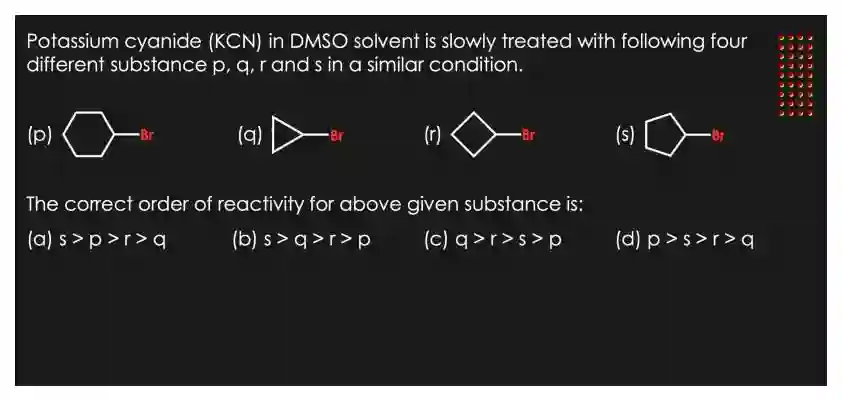 Potassium cyanide (KCN) in DMSO solvent is slowly treated with following four
different substance p, q, r and s in a similar condition.
(p) Br (q) Br (r) Br (s) Br
The correct order of reactivity for above given substance is:
(a) s > p > r > q (b) s > q > r > p (c) q > r > s > p (d) p > s > r > q